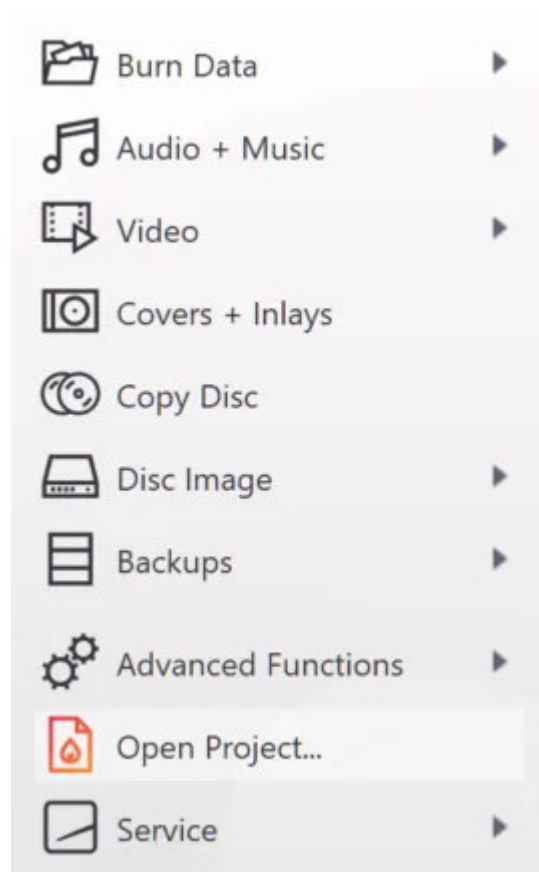 Burn Data
Audio + Music
Video
Covers + Inlays
Copy Disc
Disc Image
Backups
Advanced Functions
Open Project...
Service